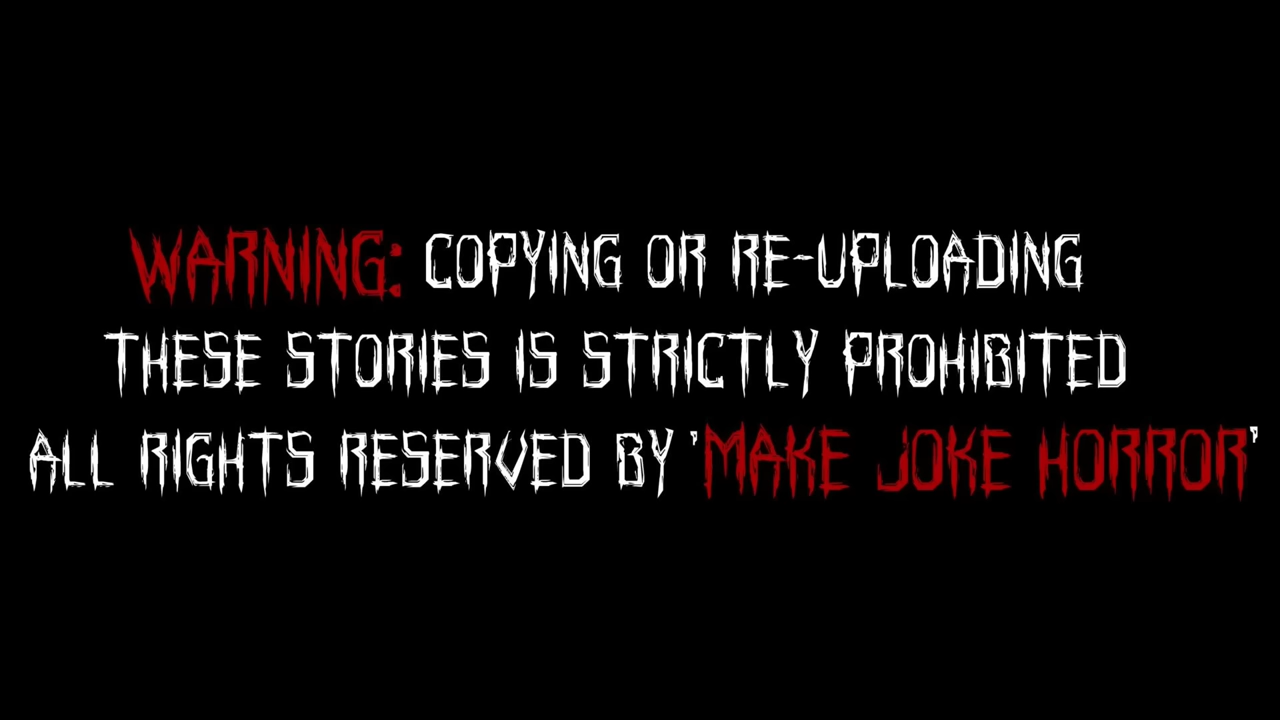 WARNING: COPYING OR RE-UPLOADING
THESE STORIES IS STRICTLY PROHIBITED
ALL RIGHTS RESERVED BY 'MAKE JOKE HORROR'